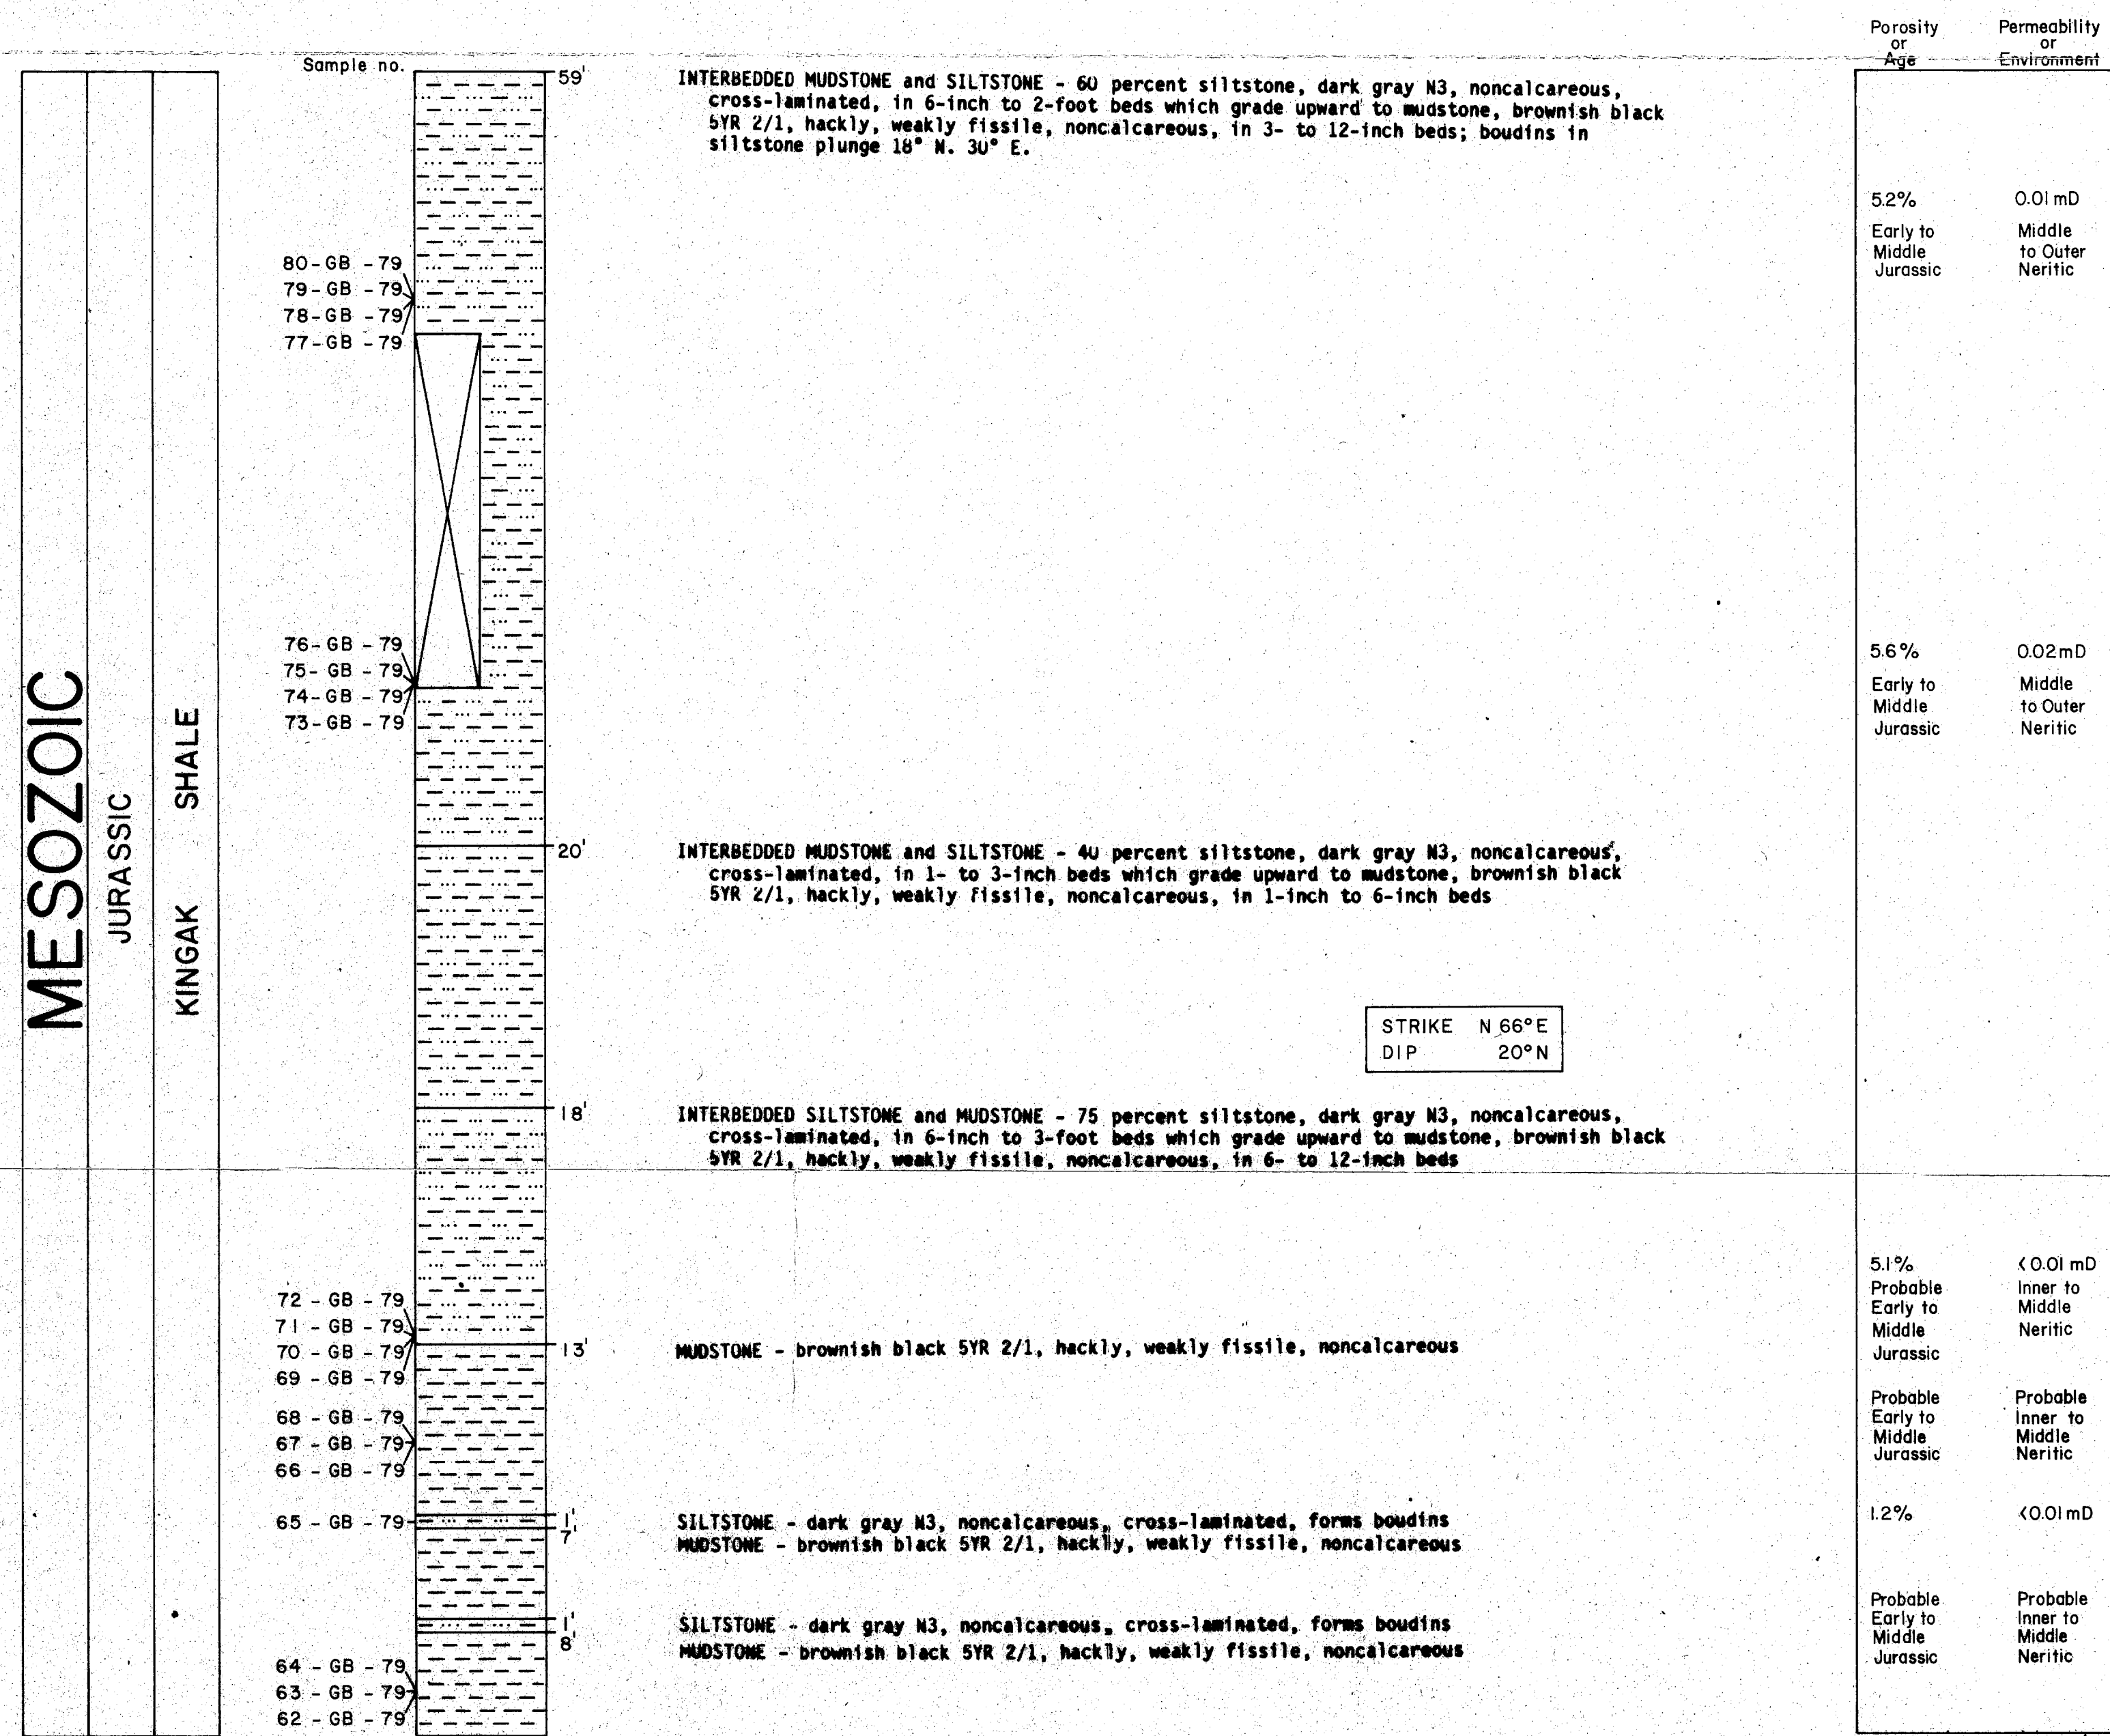 Porosity
or
Age
Permeability
or
Environment
Sample no.
59'
INTERBEDDED MUDSTONE and SILTSTONE - 60 percent siltstone, dark gray N3, noncalcareous,
cross-laminated, in 6-inch to 2-foot beds which grade upward to mudstone, brownish black
5YR 2/1, hackly, weakly fissile, noncalcareous, in 3- to 12-inch beds; boudins in
siltstone plunge 18° N. 30° E.
5.2%
0.01 mD
Early to
Middle
Jurassic
Middle
to Outer
Neritic
80-GB -79
79-GB -79
78-GB -79
77-GB -79
76-GB -79
75-GB -79
74-GB -79
73-GB -79
5.6%
0.02mD
Early to
Middle
Jurassic
Middle
to Outer
Neritic
MESOZOIC
JURASSIC
KINGAK SHALE
20'
INTERBEDDED MUDSTONE and SILTSTONE - 40 percent siltstone, dark gray N3, noncalcareous,
cross-laminated, in 1- to 3-inch beds which grade upward to mudstone, brownish black
5YR 2/1, hackly, weakly fissile, noncalcareous, in 1-inch to 6-inch beds
STRIKE N 66° E
DIP 20° N
18'
INTERBEDDED SILTSTONE and MUDSTONE - 75 percent siltstone, dark gray N3, noncalcareous,
cross-laminated, in 6-inch to 3-foot beds which grade upward to mudstone, brownish black
5YR 2/1, hackly, weakly fissile, noncalcareous, in 6- to 12-inch beds
5.1%
<0.01 mD
Probable
Early to
Middle
Jurassic
Inner to
Middle
Neritic
72 - GB - 79
71 - GB - 79
70 - GB - 79
69 - GB - 79
13'
MUDSTONE - brownish black 5YR 2/1, hackly, weakly fissile, noncalcareous
68 - GB - 79
67 - GB - 79
66 - GB - 79
Probable
Early to
Middle
Jurassic
Probable
Inner to
Middle
Neritic
65 - GB - 79
1'
SILTSTONE - dark gray N3, noncalcareous, cross-laminated, forms boudins
7'
MUDSTONE - brownish black 5YR 2/1, hackly, weakly fissile, noncalcareous
1.2%
<0.01 mD
1'
SILTSTONE - dark gray N3, noncalcareous, cross-laminated, forms boudins
8'
MUDSTONE - brownish black 5YR 2/1, hackly, weakly fissile, noncalcareous
Probable
Early to
Middle
Jurassic
Probable
Inner to
Middle
Neritic
64 - GB - 79
63 - GB - 79
62 - GB - 79